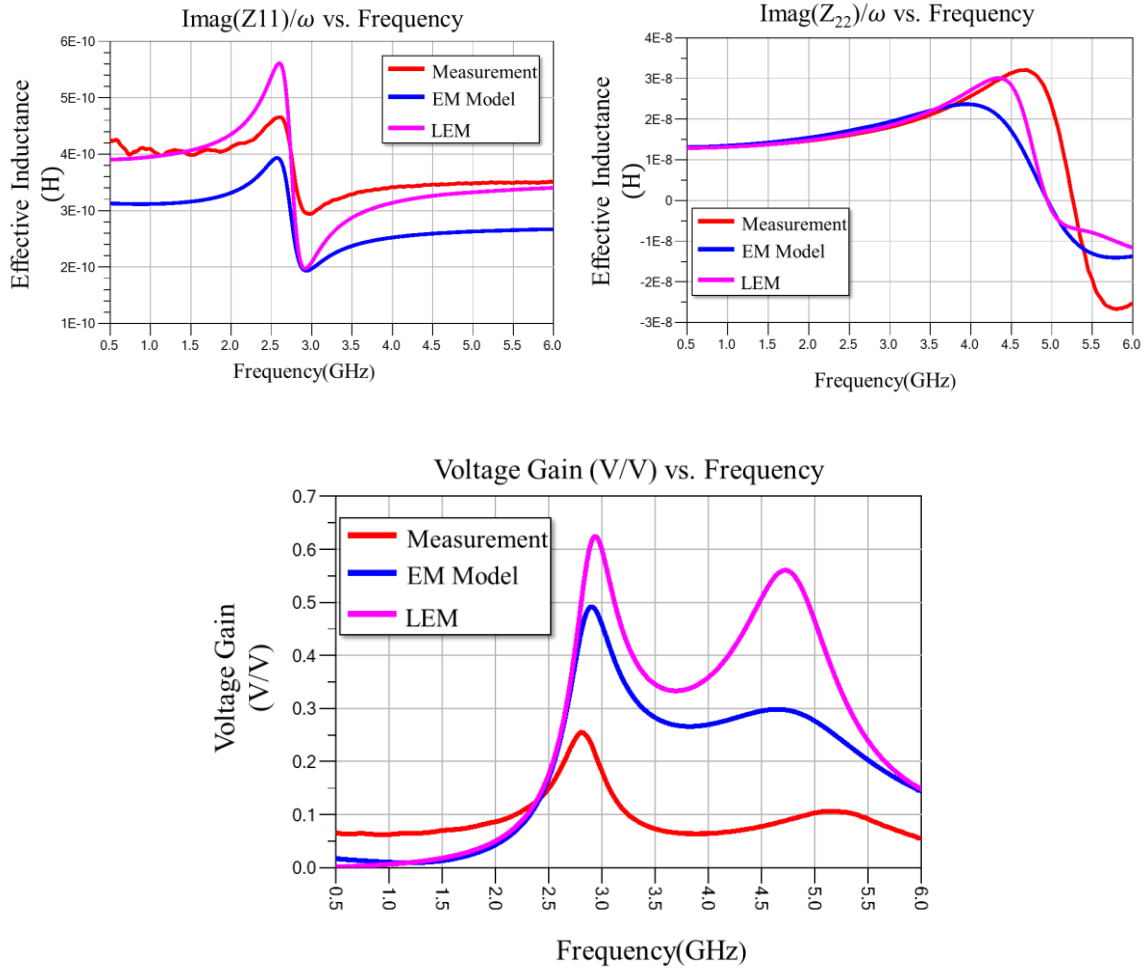 Imag(Z11)/ω vs. Frequency
Effective Inductance
(H)
6E-10
5E-10
4E-10
3E-10
2E-10
1E-10
Measurement
EM Model
LEM
0.5 1.0 1.5 2.0 2.5 3.0 3.5 4.0 4.5 5.0 5.5 6.0
Frequency(GHz)
Imag(Z₂₂)/ω vs. Frequency
Effective Inductance
(H)
4E-8
3E-8
2E-8
1E-8
0
-1E-8
-2E-8
-3E-8
Measurement
EM Model
LEM
0.5 1.0 1.5 2.0 2.5 3.0 3.5 4.0 4.5 5.0 5.5 6.0
Frequency(GHz)
Voltage Gain (V/V) vs. Frequency
Voltage Gain
(V/V)
0.7
0.6
0.5
0.4
0.3
0.2
0.1
0.0
Measurement
EM Model
LEM
0.5 1.0 1.5 2.0 2.5 3.0 3.5 4.0 4.5 5.0 5.5 6.0
Frequency(GHz)